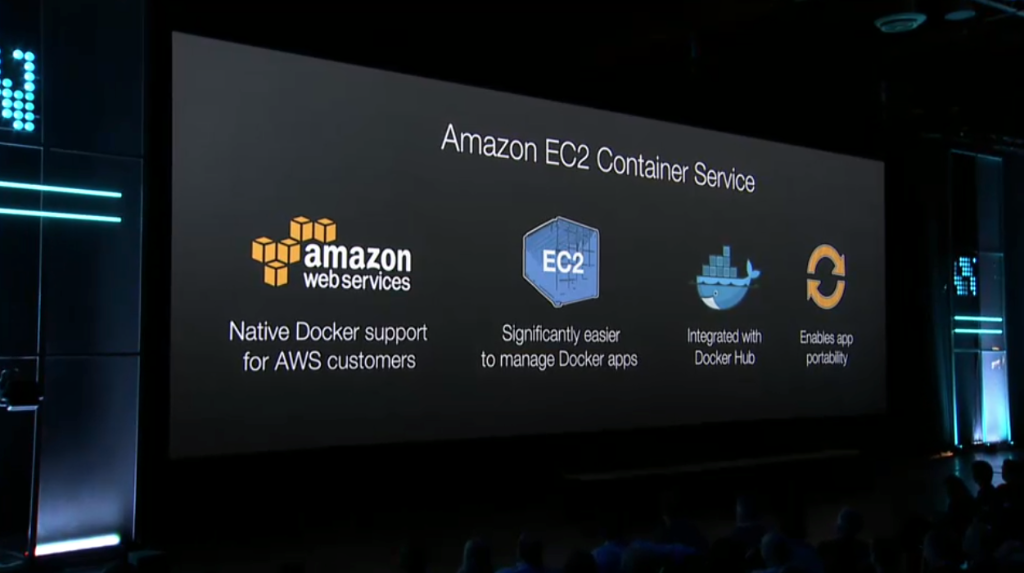 Amazon EC2 Container Service
amazon
web services
EC2
Native Docker support
for AWS customers
Significantly easier
to manage Docker apps
Integrated with
Docker Hub
Enables app
portability